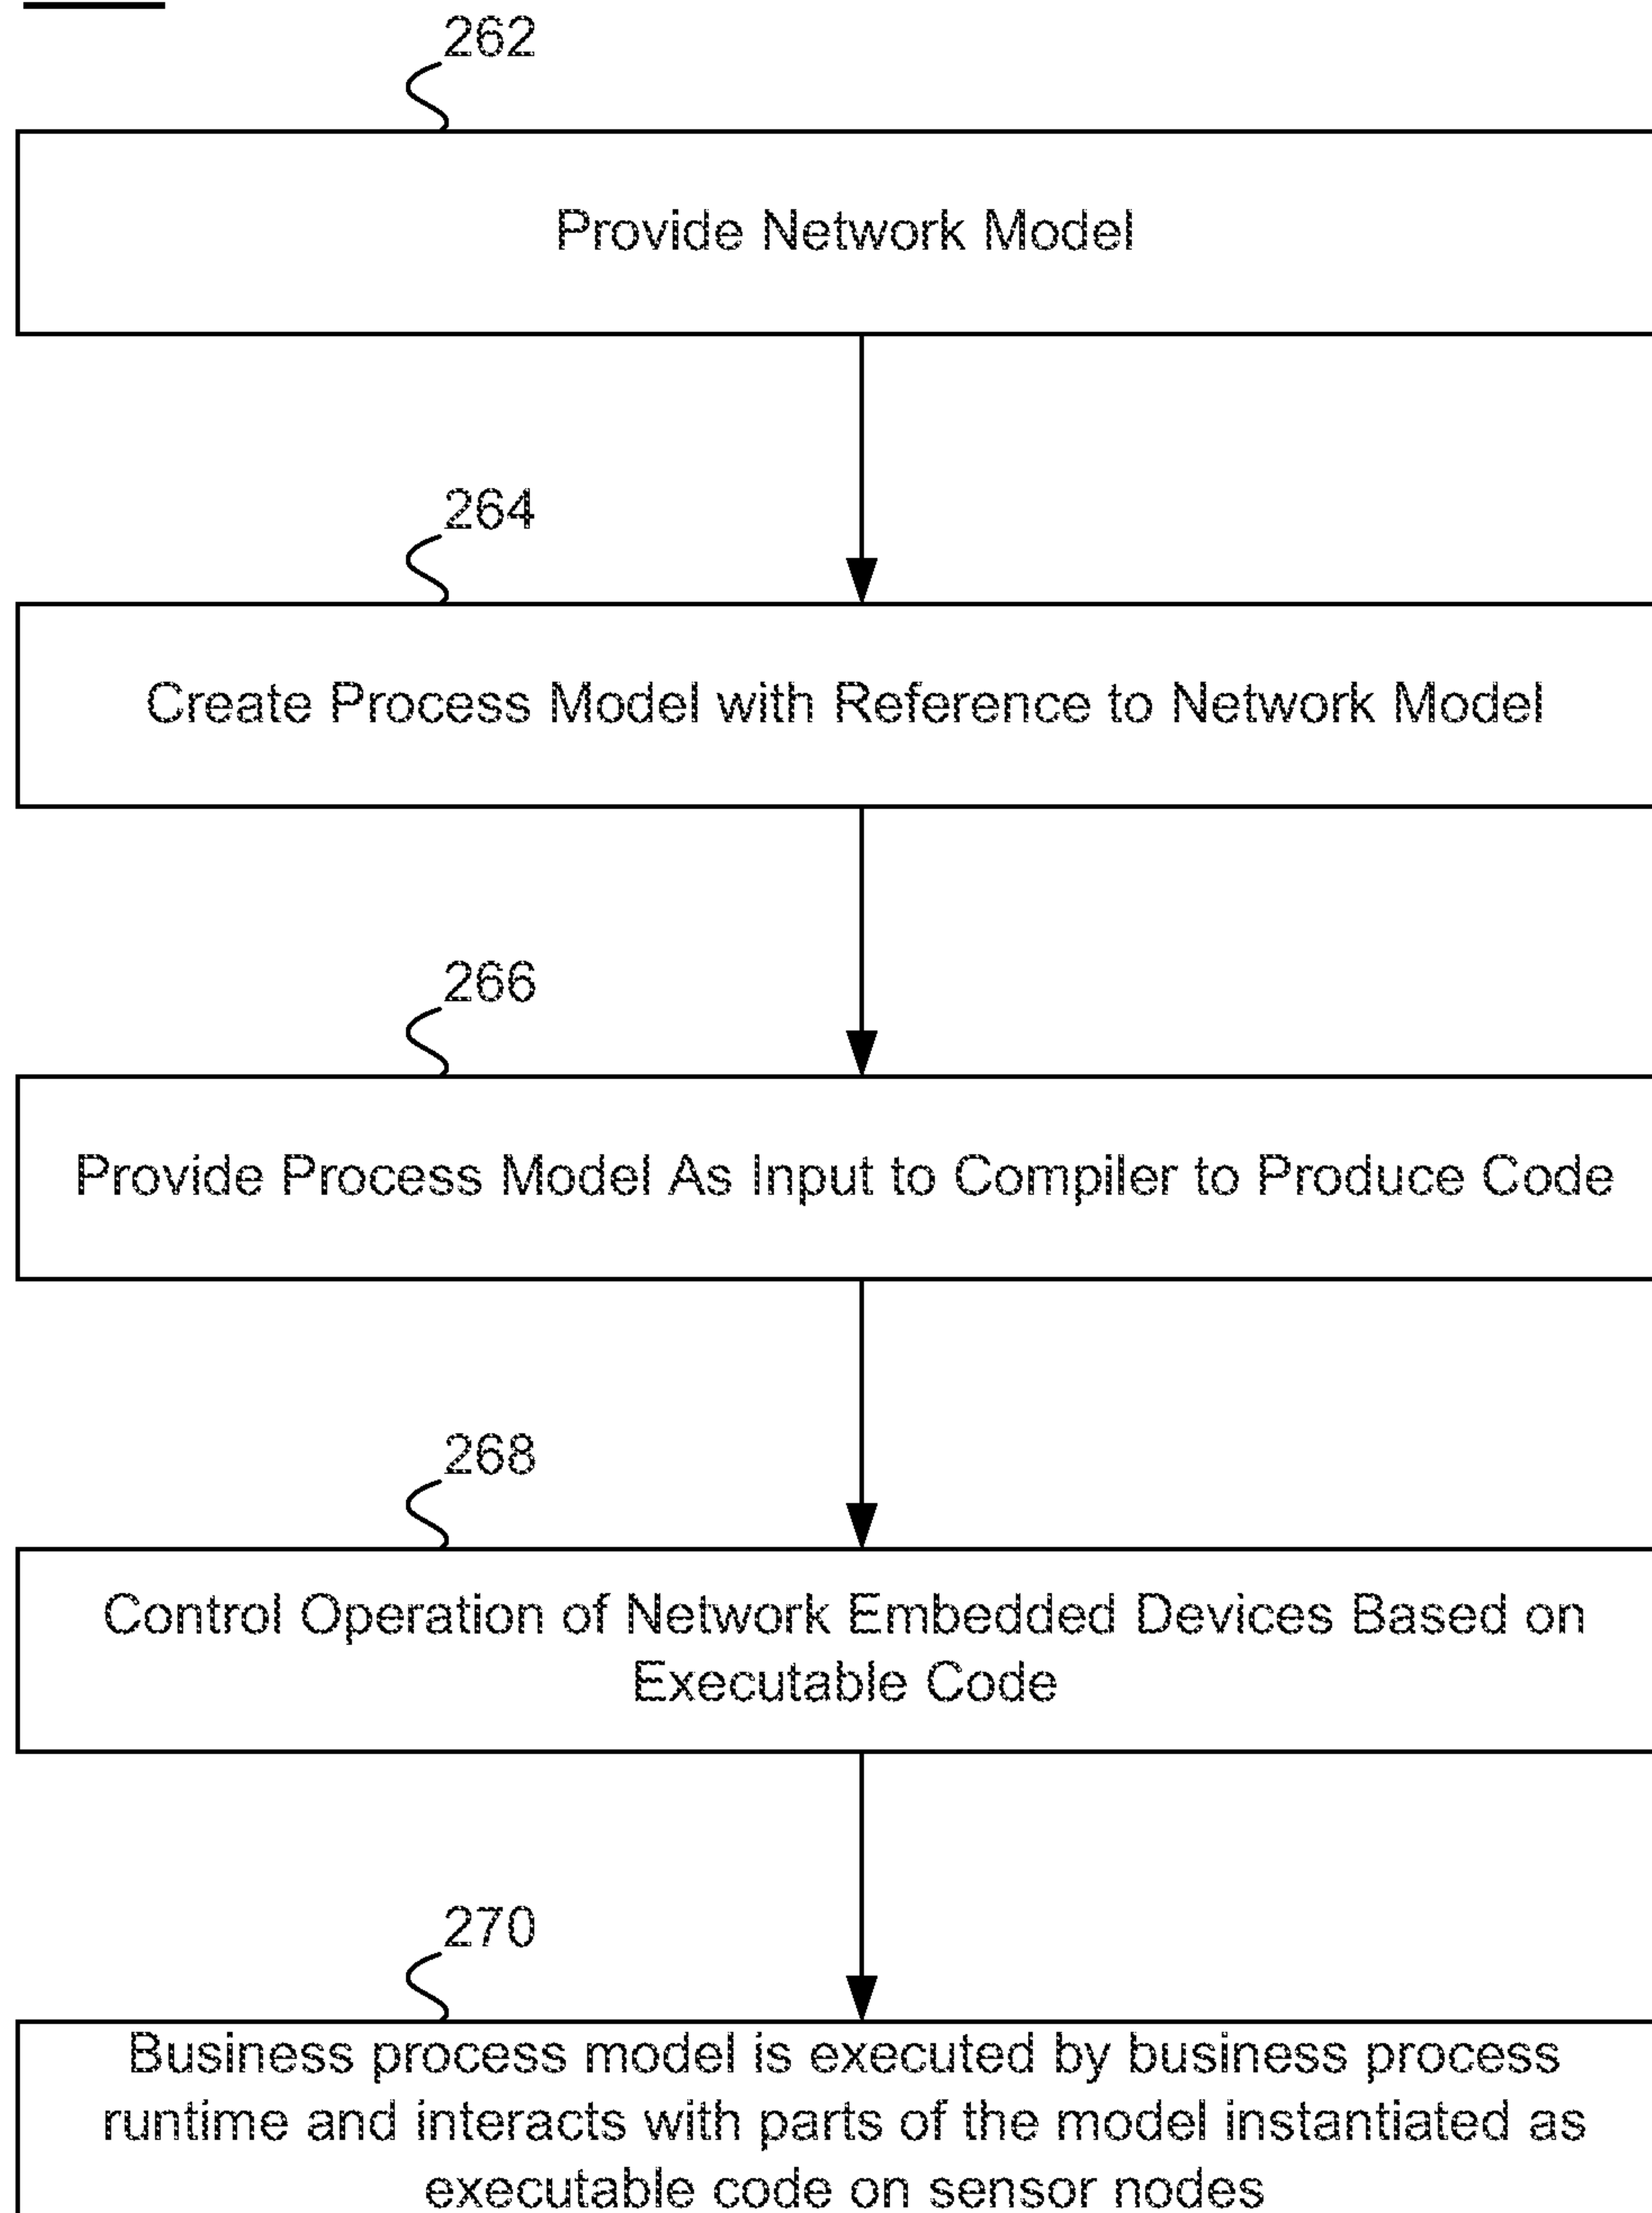 262
Provide Network Model
264
Create Process Model with Reference to Network Model
266
Provide Process Model As Input to Compiler to Produce Code
268
Control Operation of Network Embedded Devices Based on
Executable Code
270
Business process model is executed by business process
runtime and interacts with parts of the model instantiated as
executable code on sensor nodes